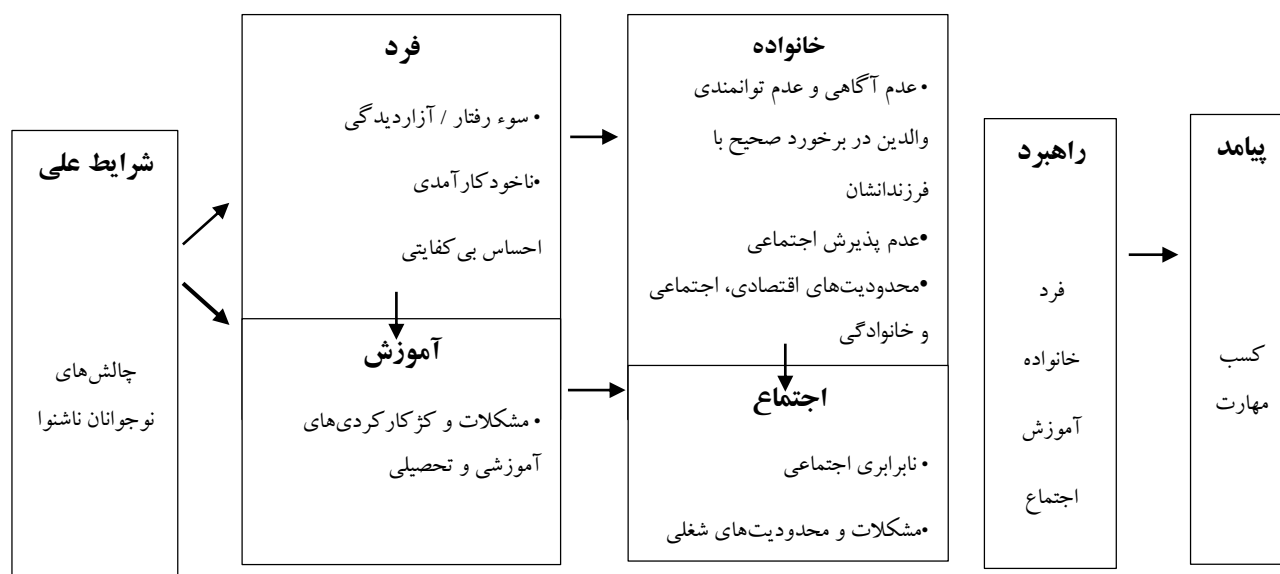 شرایط علی
چالش‌های
نوجوانان ناشنوا
فرد
• سوء رفتار / آزاردیدگی
•ناخودکارآمدی
احساس بی‌کفایتی
آموزش
• مشکلات و کژکارکردی‌های
آموزشی و تحصیلی
خانواده
• عدم آگاهی و عدم توانمندی
والدین در برخورد صحیح با
فرزندانشان
•عدم پذیرش اجتماعی
•محدودیت‌های اقتصادی، اجتماعی
و خانوادگی
اجتماع
• نابرابری اجتماعی
•مشکلات و محدودیت‌های شغلی
راهبرد
فرد
خانواده
آموزش
اجتماع
پیامد
کسب
مهارت